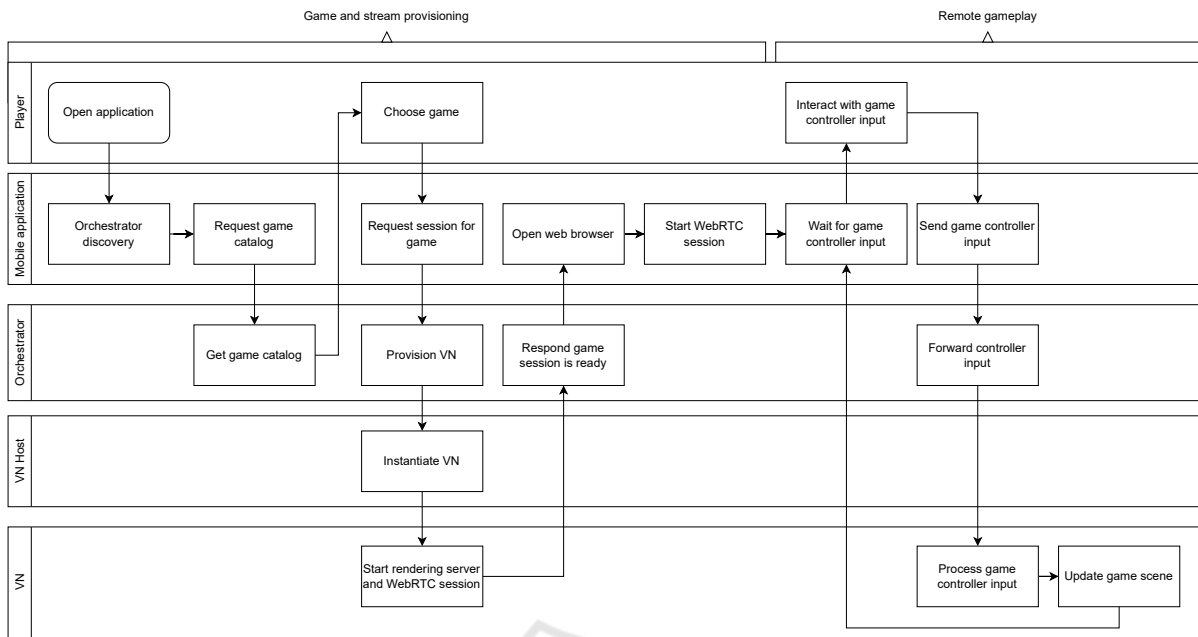 Game and stream provisioning
Remote gameplay
Player
Open application
Choose game
Interact with game
controller input
Mobile application
Orchestrator
discovery
Request game
catalog
Request session for
game
Open web browser
Start WebRTC
session
Wait for game
controller input
Send game controller
input
Orchestrator
Get game catalog
Provision VN
Respond game
session is ready
Forward controller
input
VN Host
Instantiate VN
VN
Start rendering server
and WebRTC session
Process game
controller input
Update game scene